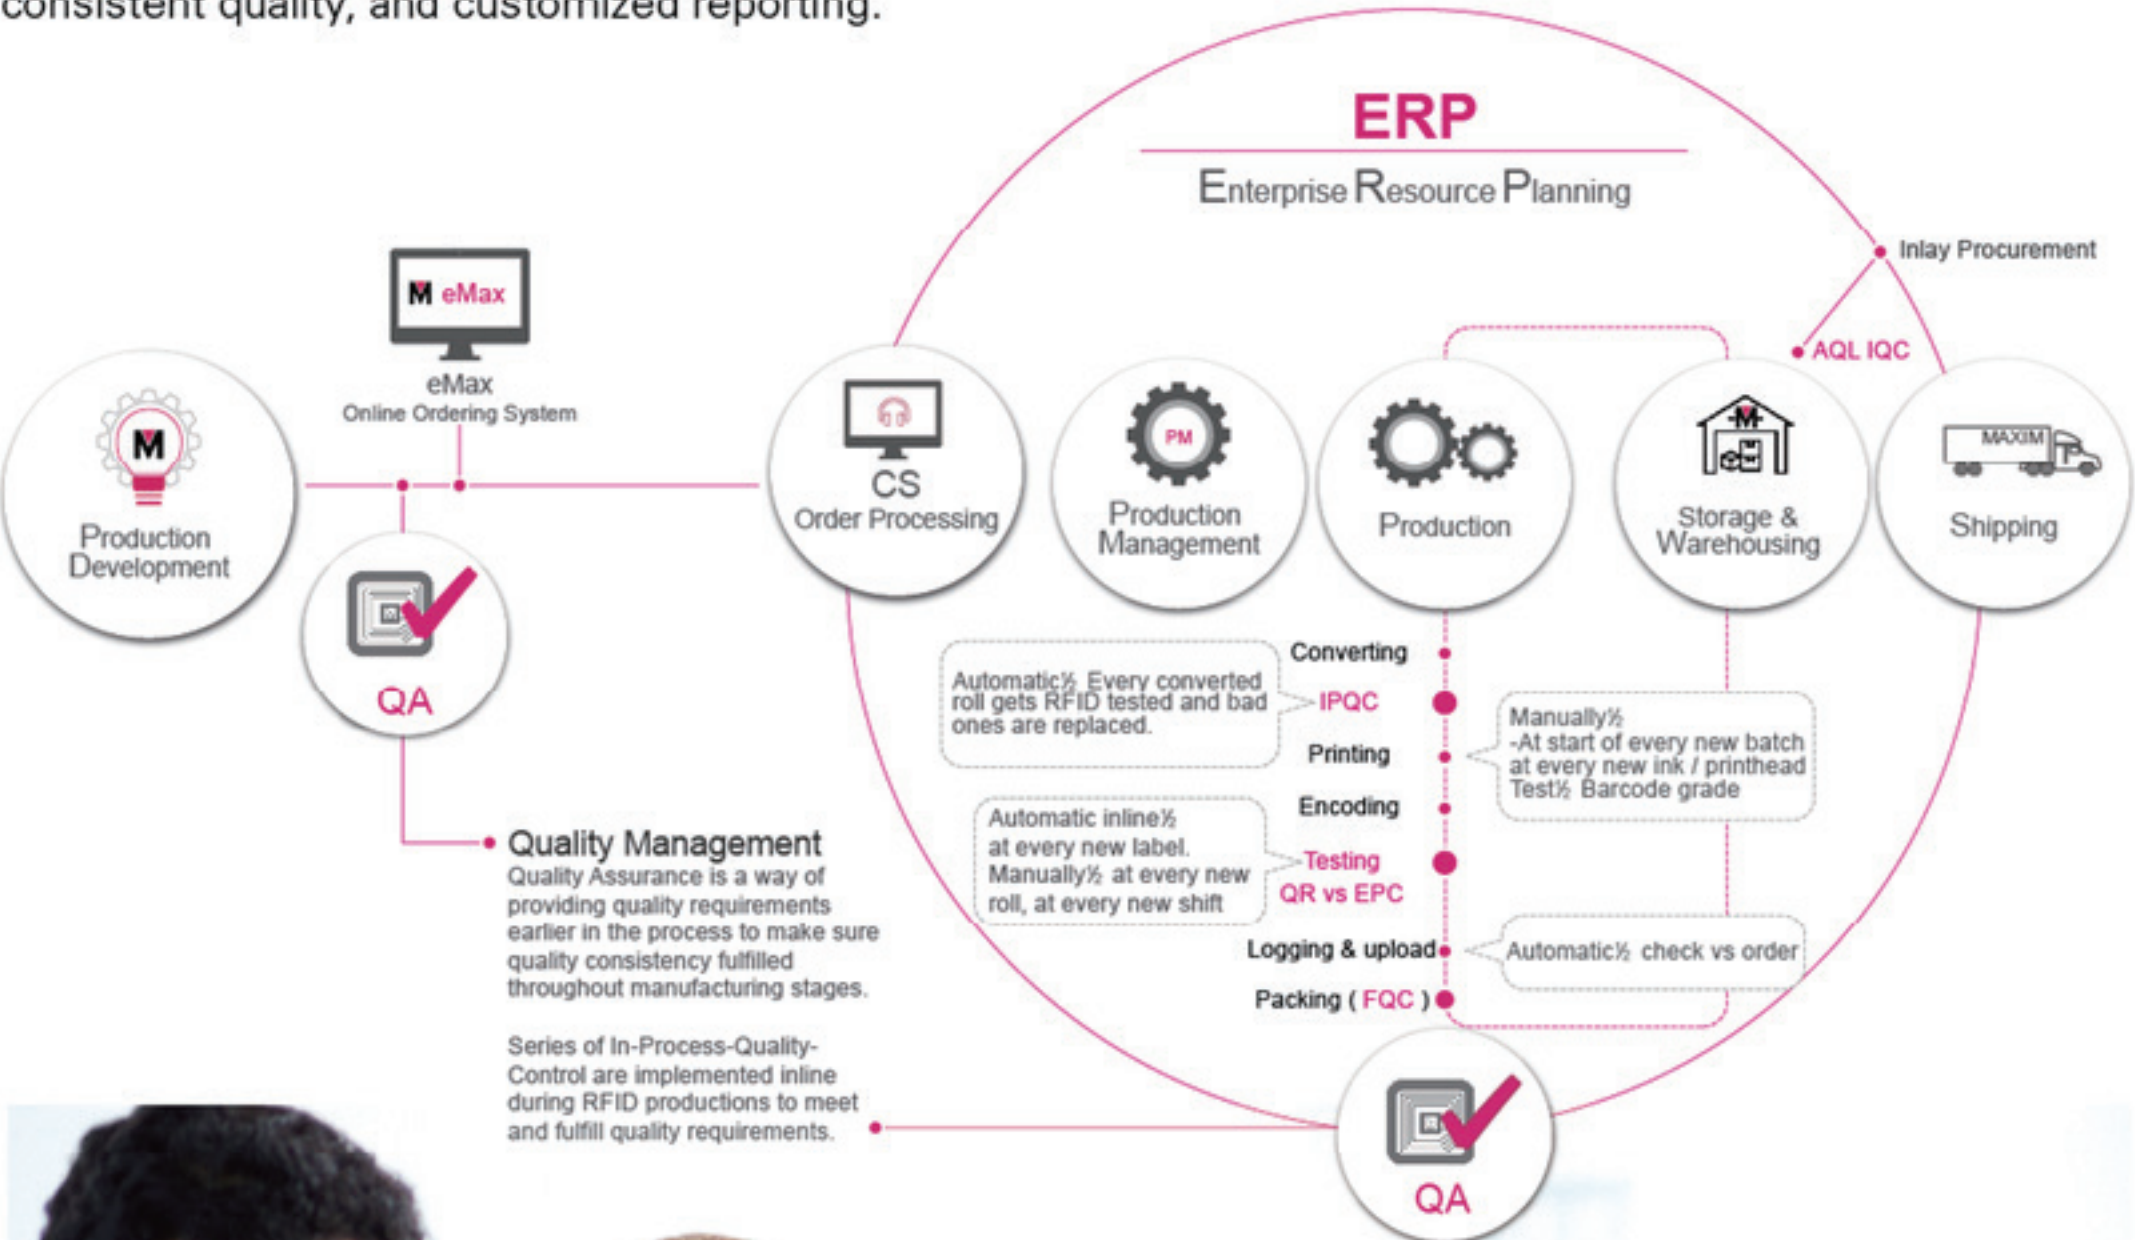 consistent quality, and customized reporting.
ERP
Enterprise Resource Planning
Inlay Procurement
AQL IQC
M eMax
eMax
Online Ordering System
M
Production
Development
QA
CS
Order Processing
PM
Production
Management
Production
M
Storage &
Warehousing
MAXIM
Shipping
Converting
Automatic½ Every converted
roll gets RFID tested and bad
ones are replaced.
IPQC
Printing
Manually½
-At start of every new batch
at every new ink / printhead
Test½ Barcode grade
Encoding
Automatic inline½
at every new label.
Manually½ at every new
roll, at every new shift
Testing
QR vs EPC
Logging & upload
Automatic½ check vs order
Packing ( FQC )
Quality Management
Quality Assurance is a way of
providing quality requirements
earlier in the process to make sure
quality consistency fulfilled
throughout manufacturing stages.
Series of In-Process-Quality-
Control are implemented inline
during RFID productions to meet
and fulfill quality requirements.
QA